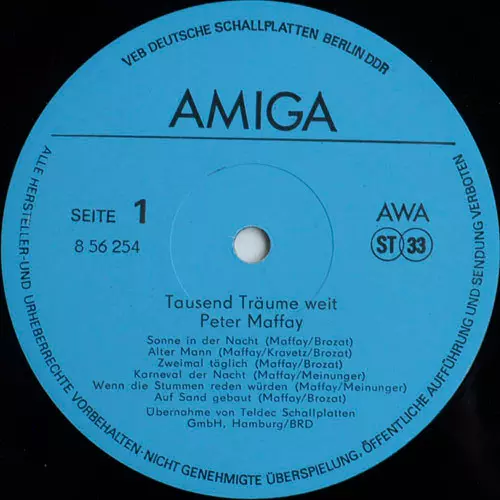 VEB DEUTSCHE SCHALLPLATTEN BERLIN DDR
AMIGA
SEITE 1
8 56 254
AWA
ST 33
Tausend Träume weit
Peter Maffay
Sonne in der Nacht (Maffay/Brozat)
Alter Mann (Maffay/Kravetz/Brozat)
Zweimal täglich (Maffay/Brozat)
Karneval der Nacht (Maffay/Meinunger)
Wenn die Stummen reden würden (Maffay/Meinunger)
Auf Sand gebaut (Maffay/Brozat)
Übernahme von Teldec Schallplatten
GmbH, Hamburg/BRD
ALLE HERSTELLER-UND URHEBERRECHTE VORBEHALTEN·NICHT GENEHMIGTE ÜBERSPIELUNG, ÖFFENTLICHE AUFFÜHRUNG UND SENDUNG VERBOTEN